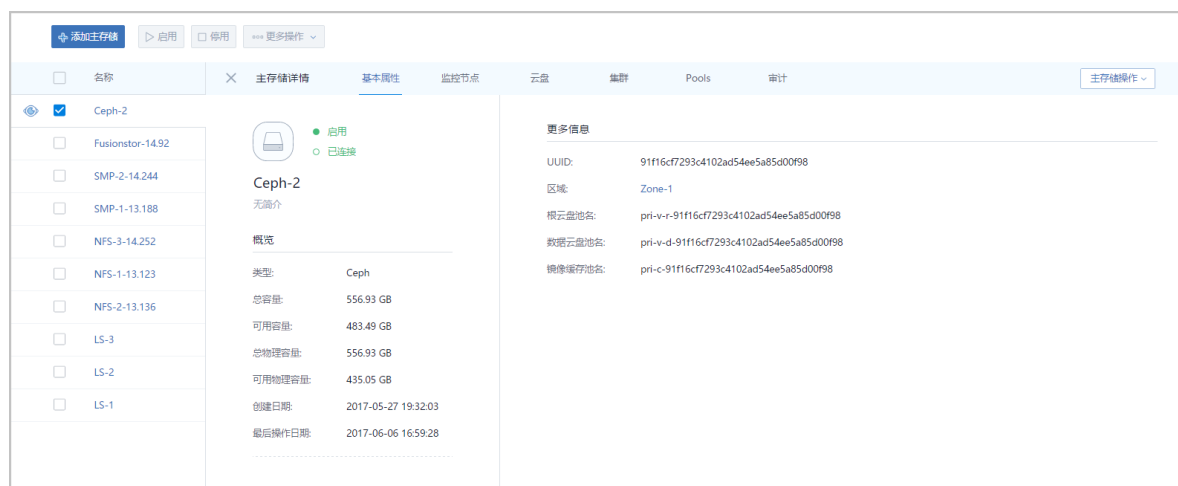 添加主存储 启用 停用 更多操作
名称 主存储详情 基本属性 监控节点 云盘 集群 Pools 审计 主存储操作
Ceph-2
Fusionstor-14.92
SMP-2-14.244
SMP-1-13.188
NFS-3-14.252
NFS-1-13.123
NFS-2-13.136
LS-3
LS-2
LS-1
启用
已连接
Ceph-2
无简介
概览
类型: Ceph
总容量: 556.93 GB
可用容量: 483.49 GB
总物理容量: 556.93 GB
可用物理容量: 435.05 GB
创建日期: 2017-05-27 19:32:03
最后操作日期: 2017-06-06 16:59:28
更多信息
UUID: 91f16cf7293c4102ad54ee5a85d00f98
区域: Zone-1
根云盘池名: pri-v-r-91f16cf7293c4102ad54ee5a85d00f98
数据云盘池名: pri-v-d-91f16cf7293c4102ad54ee5a85d00f98
镜像缓存池名: pri-c-91f16cf7293c4102ad54ee5a85d00f98